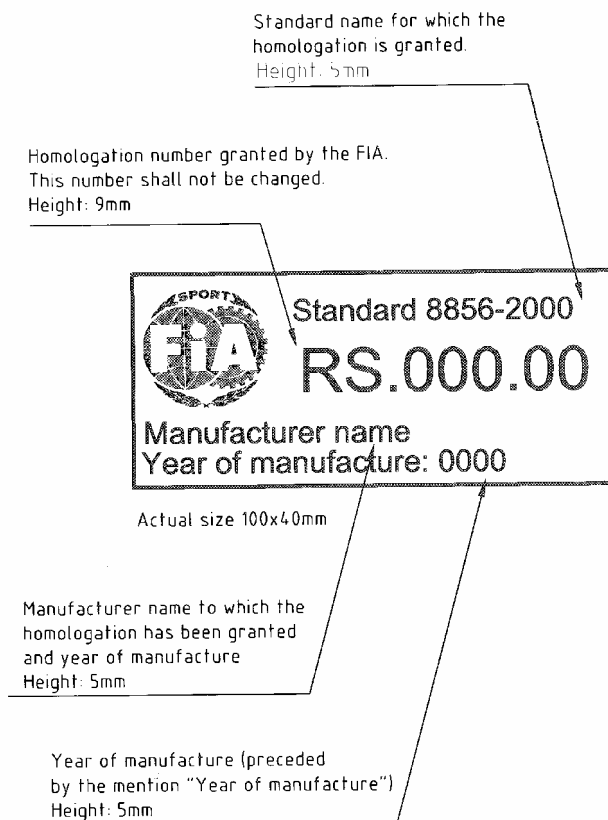 Standard name for which the
homologation is granted.
Height: 5mm
Homologation number granted by the FIA.
This number shall not be changed.
Height: 9mm
SPORT
FiA
Standard 8856-2000
RS.000.00
Manufacturer name
Year of manufacture: 0000
Actual size 100x40mm
Manufacturer name to which the
homologation has been granted
and year of manufacture
Height: 5mm
Year of manufacture (preceded
by the mention "Year of manufacture")
Height: 5mm